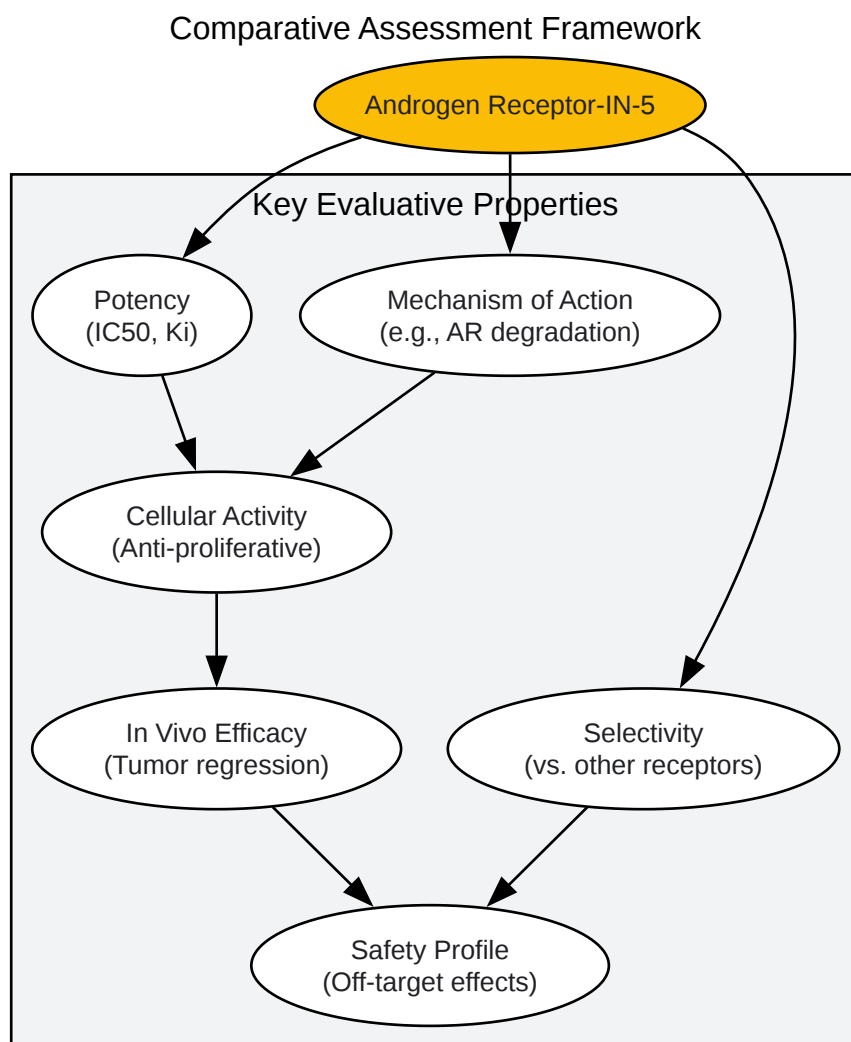 Comparative Assessment Framework
Androgen Receptor-IN-5
Key Evaluative Properties
Potency
(IC50, Ki)
Mechanism of Action
(e.g., AR degradation)
Cellular Activity
(Anti-proliferative)
In Vivo Efficacy
(Tumor regression)
Selectivity
(vs. other receptors)
Safety Profile
(Off-target effects)